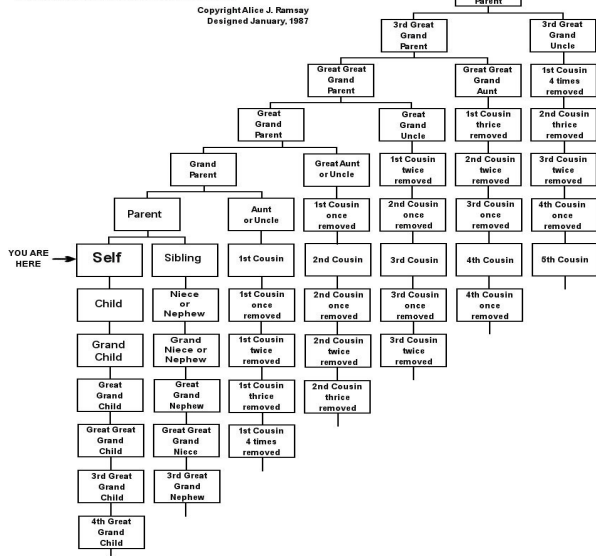 Parent
Copyright Alice J. Ramsay
Designed January, 1987
3rd Great
Grand
Parent
3rd Great
Grand
Uncle
Great Great
Grand
Parent
Great Great
Grand
Aunt
1st Cousin
4 times
removed
Great
Grand
Parent
Great
Grand
Uncle
1st Cousin
thrice
removed
2nd Cousin
thrice
removed
Grand
Parent
Great Aunt
or Uncle
1st Cousin
twice
removed
2nd Cousin
twice
removed
3rd Cousin
twice
removed
Parent
Aunt
or Uncle
1st Cousin
once
removed
2nd Cousin
once
removed
3rd Cousin
once
removed
4th Cousin
once
removed
YOU ARE
HERE
Self
Sibling
1st Cousin
2nd Cousin
3rd Cousin
4th Cousin
5th Cousin
Child
Niece
or
Nephew
1st Cousin
once
removed
2nd Cousin
once
removed
3rd Cousin
once
removed
4th Cousin
once
removed
Grand
Child
Grand
Niece or
Nephew
1st Cousin
twice
removed
2nd Cousin
twice
removed
3rd Cousin
twice
removed
Great
Grand
Child
Great
Grand
Nephew
1st Cousin
thrice
removed
2nd Cousin
thrice
removed
Great Great
Grand
Child
Great Great
Grand
Niece
1st Cousin
4 times
removed
3rd Great
Grand
Child
3rd Great
Grand
Nephew
4th Great
Grand
Child